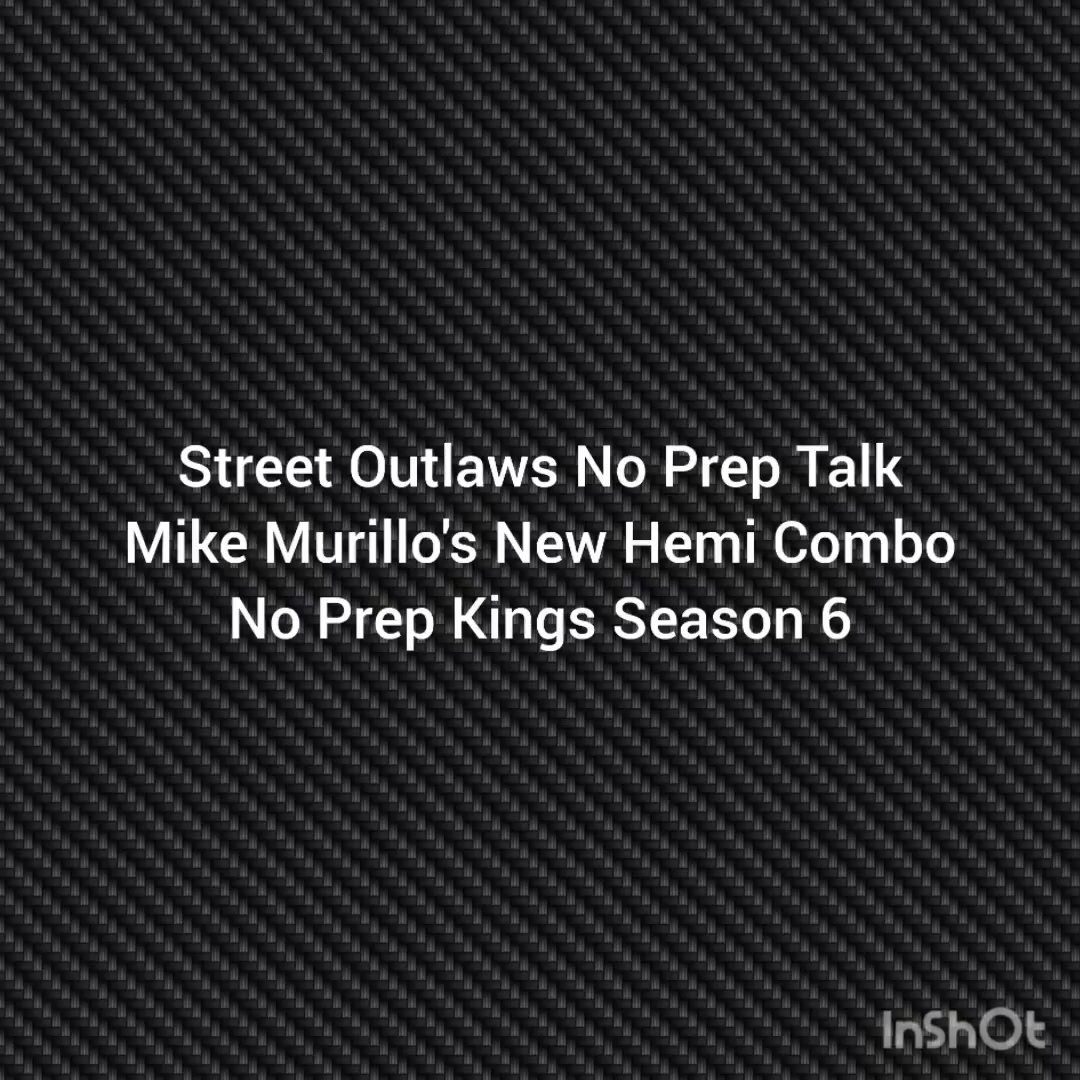 Street Outlaws No Prep Talk
Mike Murillo's New Hemi Combo
No Prep Kings Season 6
InShOt